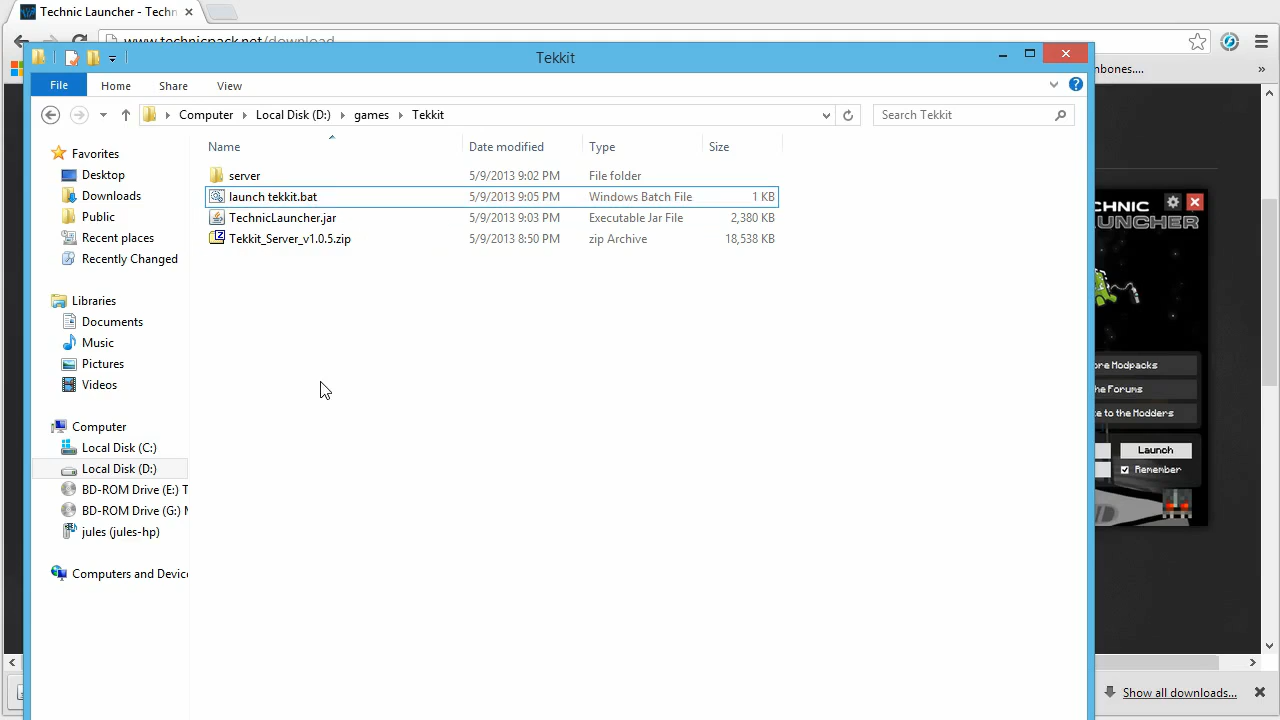 Technic Launcher - Techn
www.technicpack.net/download
Tekkit
File
Home
Share
View
Computer
Local Disk (D:)
games
Tekkit
Search Tekkit
nbones....
»
Name
Date modified
Type
Size
Favorites
Desktop
Downloads
Public
Recent places
Recently Changed
Libraries
Documents
Music
Pictures
Videos
Computer
Local Disk (C:)
Local Disk (D:)
BD-ROM Drive (E:) T
BD-ROM Drive (G:) M
jules (jules-hp)
Computers and Device
server 5/9/2013 9:02 PM File folder
launch tekkit.bat 5/9/2013 9:05 PM Windows Batch File 1 KB
TechnicLauncher.jar 5/9/2013 9:03 PM Executable Jar File 2,380 KB
Tekkit_Server_v1.0.5.zip 5/9/2013 8:50 PM zip Archive 18,538 KB
CHNIC
UNCHER
ore Modpacks
the Forums
te to the Modders
Launch
Remember
Show all downloads...